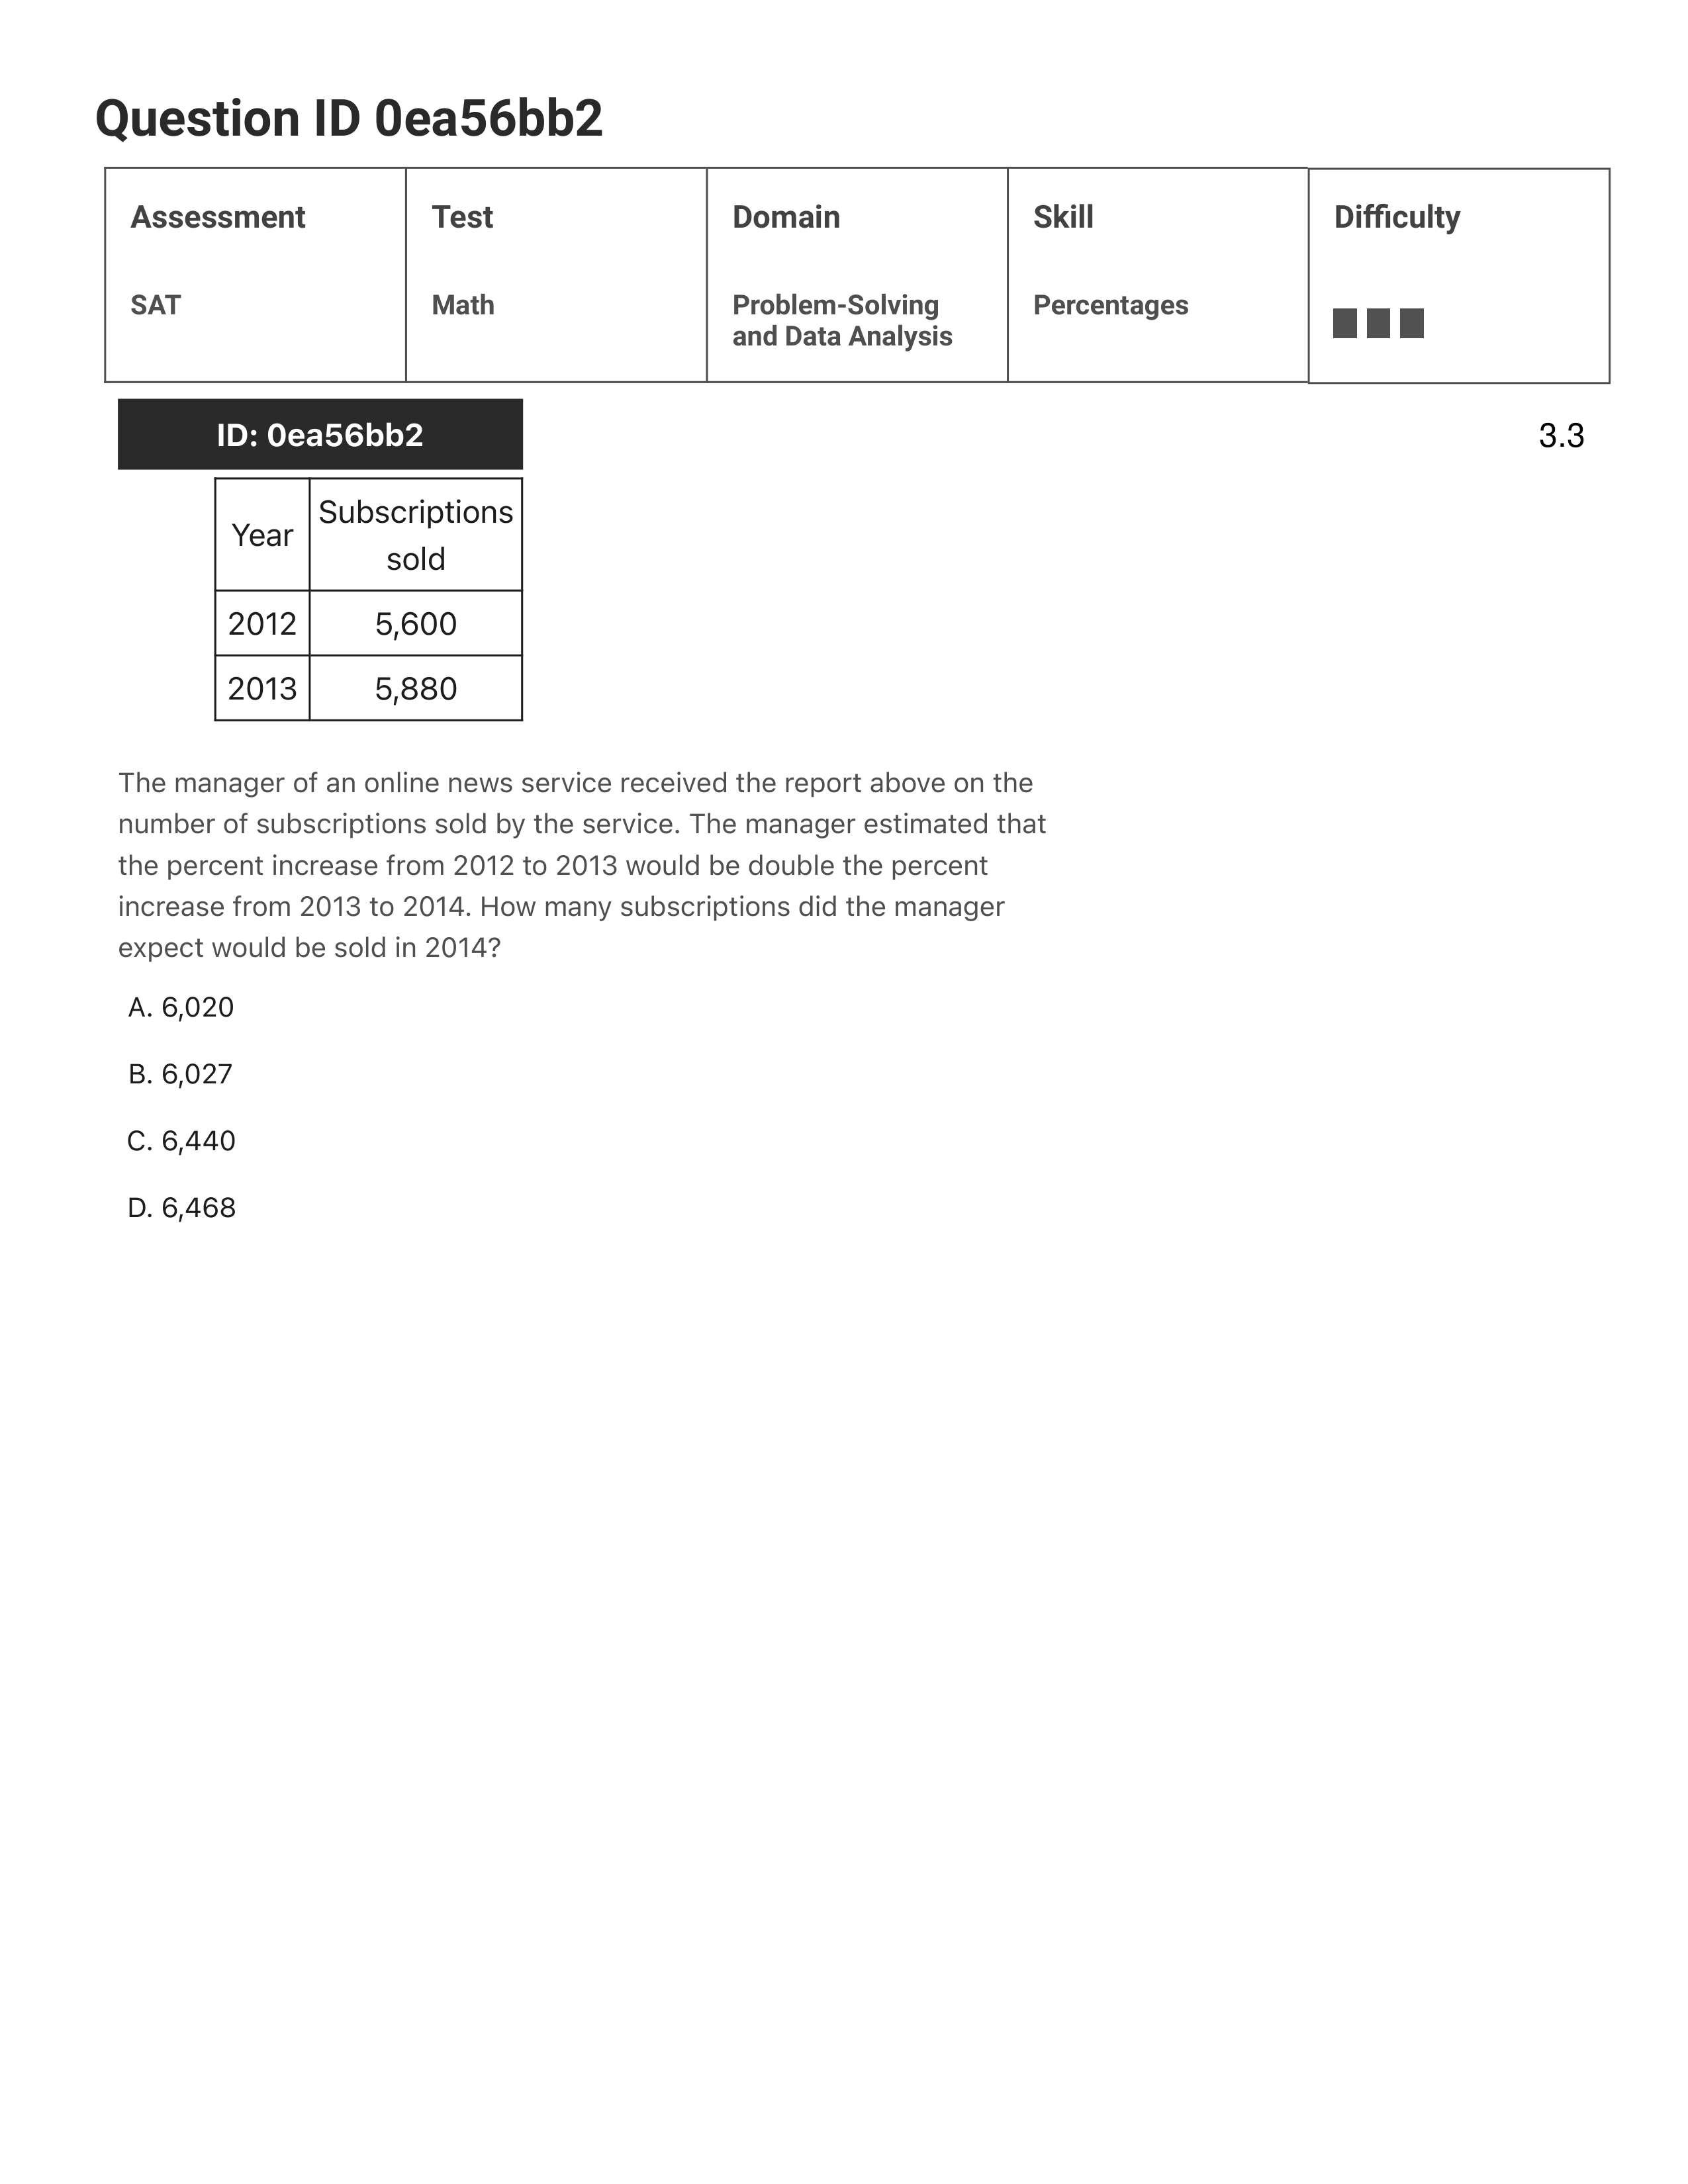 Question ID 0ea56bb2
Assessment Test Domain Skill Difficulty
SAT Math Problem-Solving and Data Analysis Percentages
ID: 0ea56bb2 3.3
Year Subscriptions sold
2012 5,600
2013 5,880
The manager of an online news service received the report above on the
number of subscriptions sold by the service. The manager estimated that
the percent increase from 2012 to 2013 would be double the percent
increase from 2013 to 2014. How many subscriptions did the manager
expect would be sold in 2014?
A. 6,020
B. 6,027
C. 6,440
D. 6,468